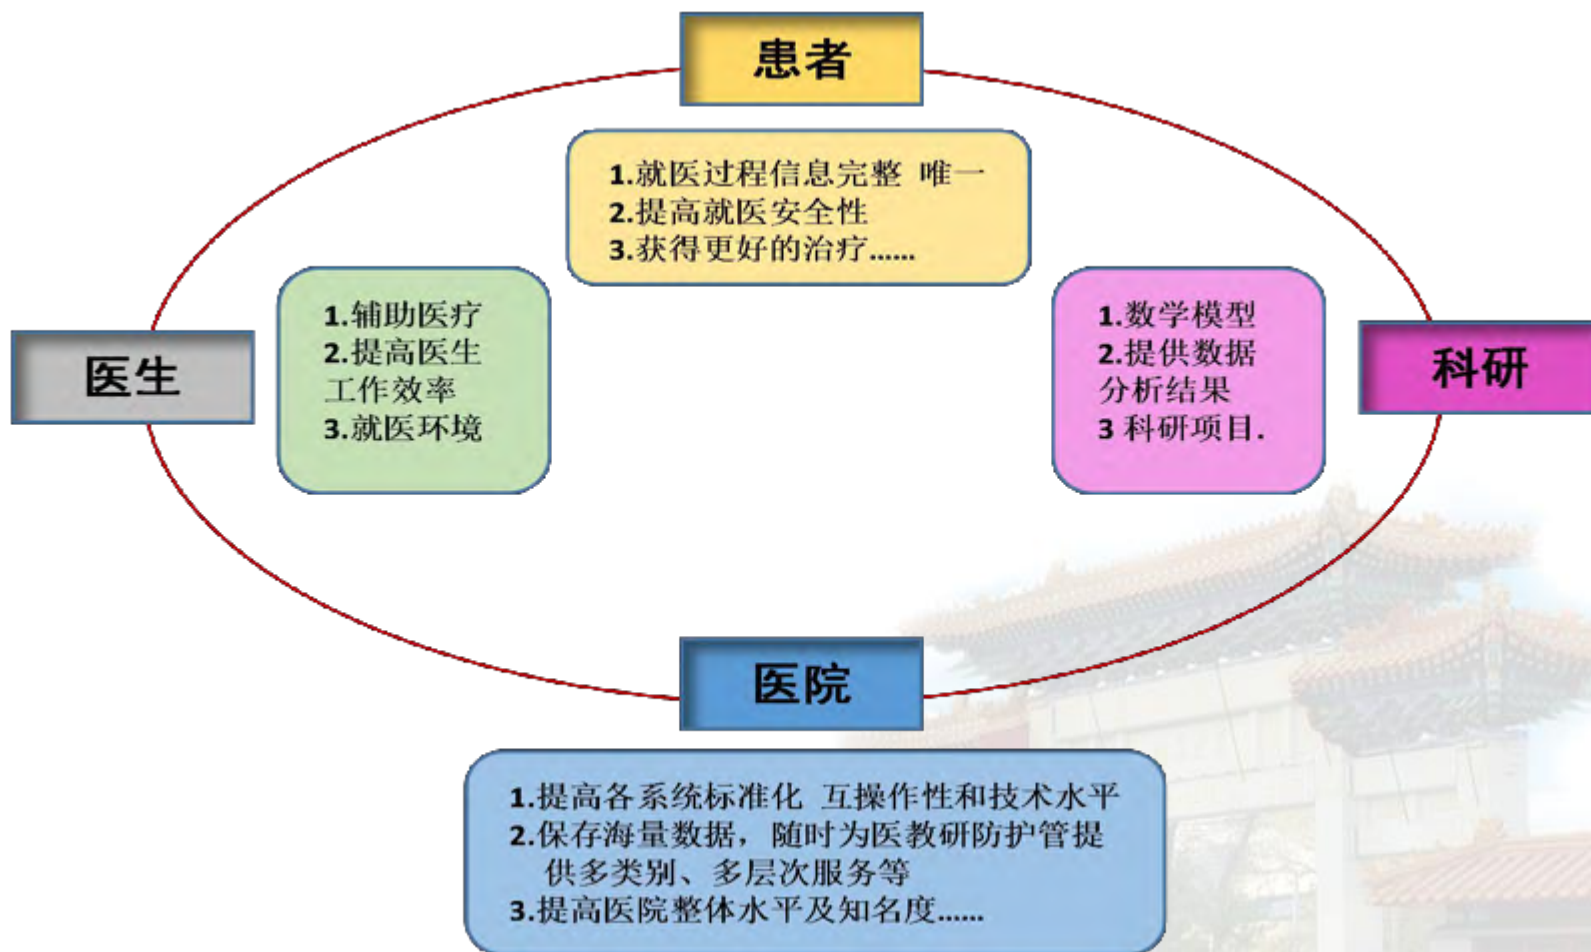 患者
1.就医过程信息完整 唯一
2.提高就医安全性
3.获得更好的治疗......
医生
1.辅助医疗
2.提高医生
工作效率
3.就医环境
1.数学模型
2.提供数据
分析结果
3 科研项目.
科研
医院
1.提高各系统标准化 互操作性和技术水平
2.保存海量数据，随时为医教研防护管提
供多类别、多层次服务等
3.提高医院整体水平及知名度......